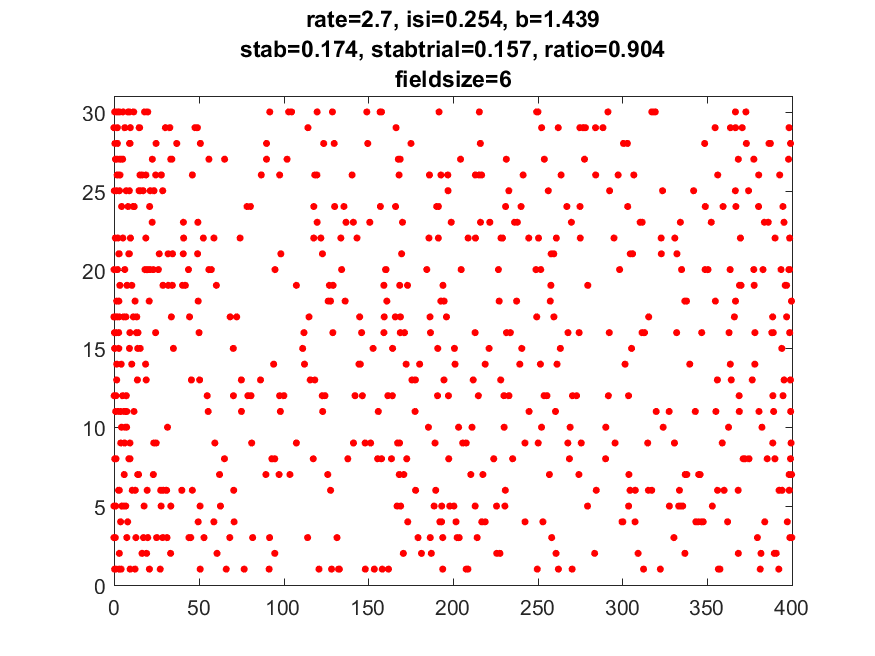 rate=2.7, isi=0.254, b=1.439
stab=0.174, stabtrial=0.157, ratio=0.904
fieldsize=6
30
25
20
15
10
5
0
0 50 100 150 200 250 300 350 400